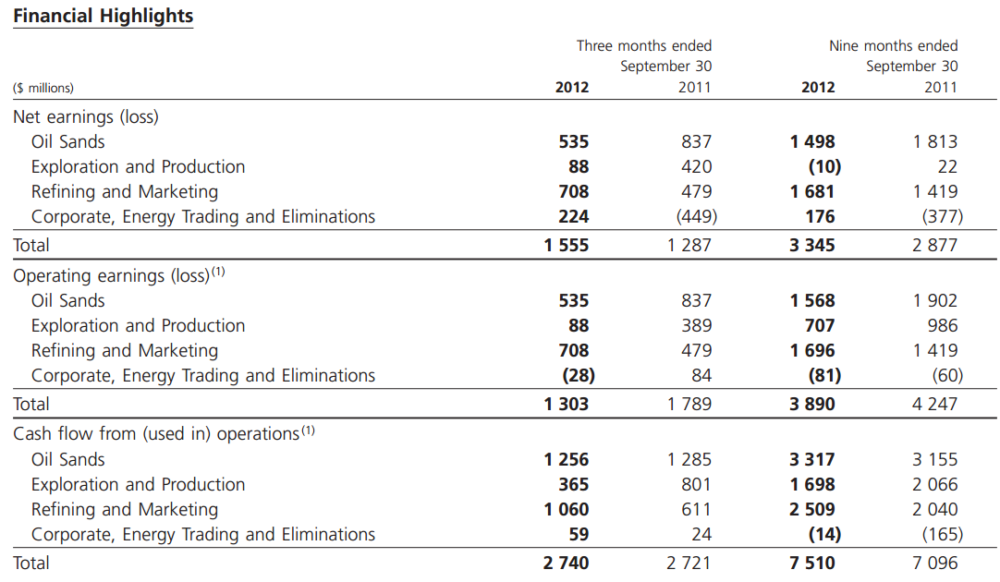 Financial Highlights
Three months ended Nine months ended
September 30 September 30
($ millions) 2012 2011 2012 2011
Net earnings (loss)
Oil Sands 535 837 1 498 1 813
Exploration and Production 88 420 (10) 22
Refining and Marketing 708 479 1 681 1 419
Corporate, Energy Trading and Eliminations 224 (449) 176 (377)
Total 1 555 1 287 3 345 2 877
Operating earnings (loss)(1)
Oil Sands 535 837 1 568 1 902
Exploration and Production 88 389 707 986
Refining and Marketing 708 479 1 696 1 419
Corporate, Energy Trading and Eliminations (28) 84 (81) (60)
Total 1 303 1 789 3 890 4 247
Cash flow from (used in) operations(1)
Oil Sands 1 256 1 285 3 317 3 155
Exploration and Production 365 801 1 698 2 066
Refining and Marketing 1 060 611 2 509 2 040
Corporate, Energy Trading and Eliminations 59 24 (14) (165)
Total 2 740 2 721 7 510 7 096